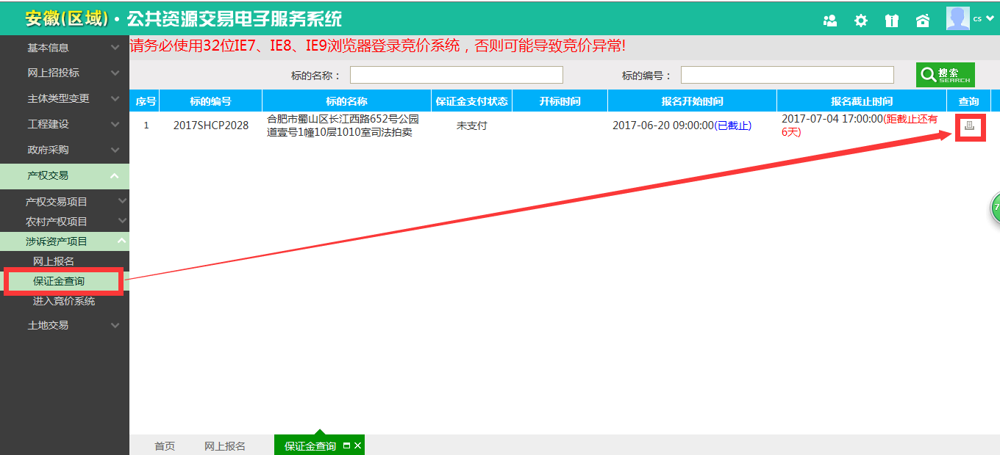 安徽(区域)·公共资源交易电子服务系统
cs
基本信息
网上招投标
主体类型变更
工程建设
政府采购
产权交易
产权交易项目
农村产权项目
涉诉资产项目
网上报名
保证金查询
进入竞价系统
土地交易
请务必使用32位IE7、IE8、IE9浏览器登录竞价系统，否则可能导致竞价异常!
标的名称： 标的编号： 搜索 SEARCH
序号 标的编号 标的名称 保证金支付状态 开标时间 报名开始时间 报名截止时间 查询
1 2017SHCP2028 合肥市蜀山区长江西路652号公园 未支付 2017-06-20 09:00:00(已截止) 2017-07-04 17:00:00(距截止还有
道壹号1幢10层1010室司法拍卖 6天)
7
首页 网上报名 保证金查询